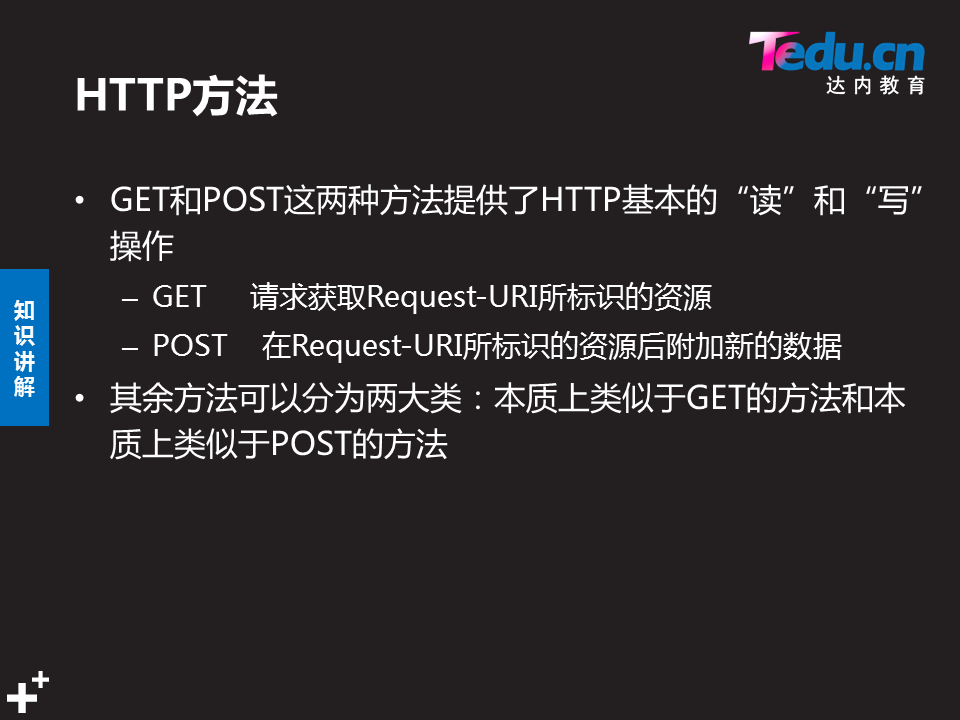 Tedu.cn
达内教育
HTTP方法
• GET和POST这两种方法提供了HTTP基本的“读”和“写”
操作
– GET 请求获取Request-URI所标识的资源
– POST 在Request-URI所标识的资源后附加新的数据
• 其余方法可以分为两大类：本质上类似于GET的方法和本
质上类似于POST的方法
知
识
讲
解